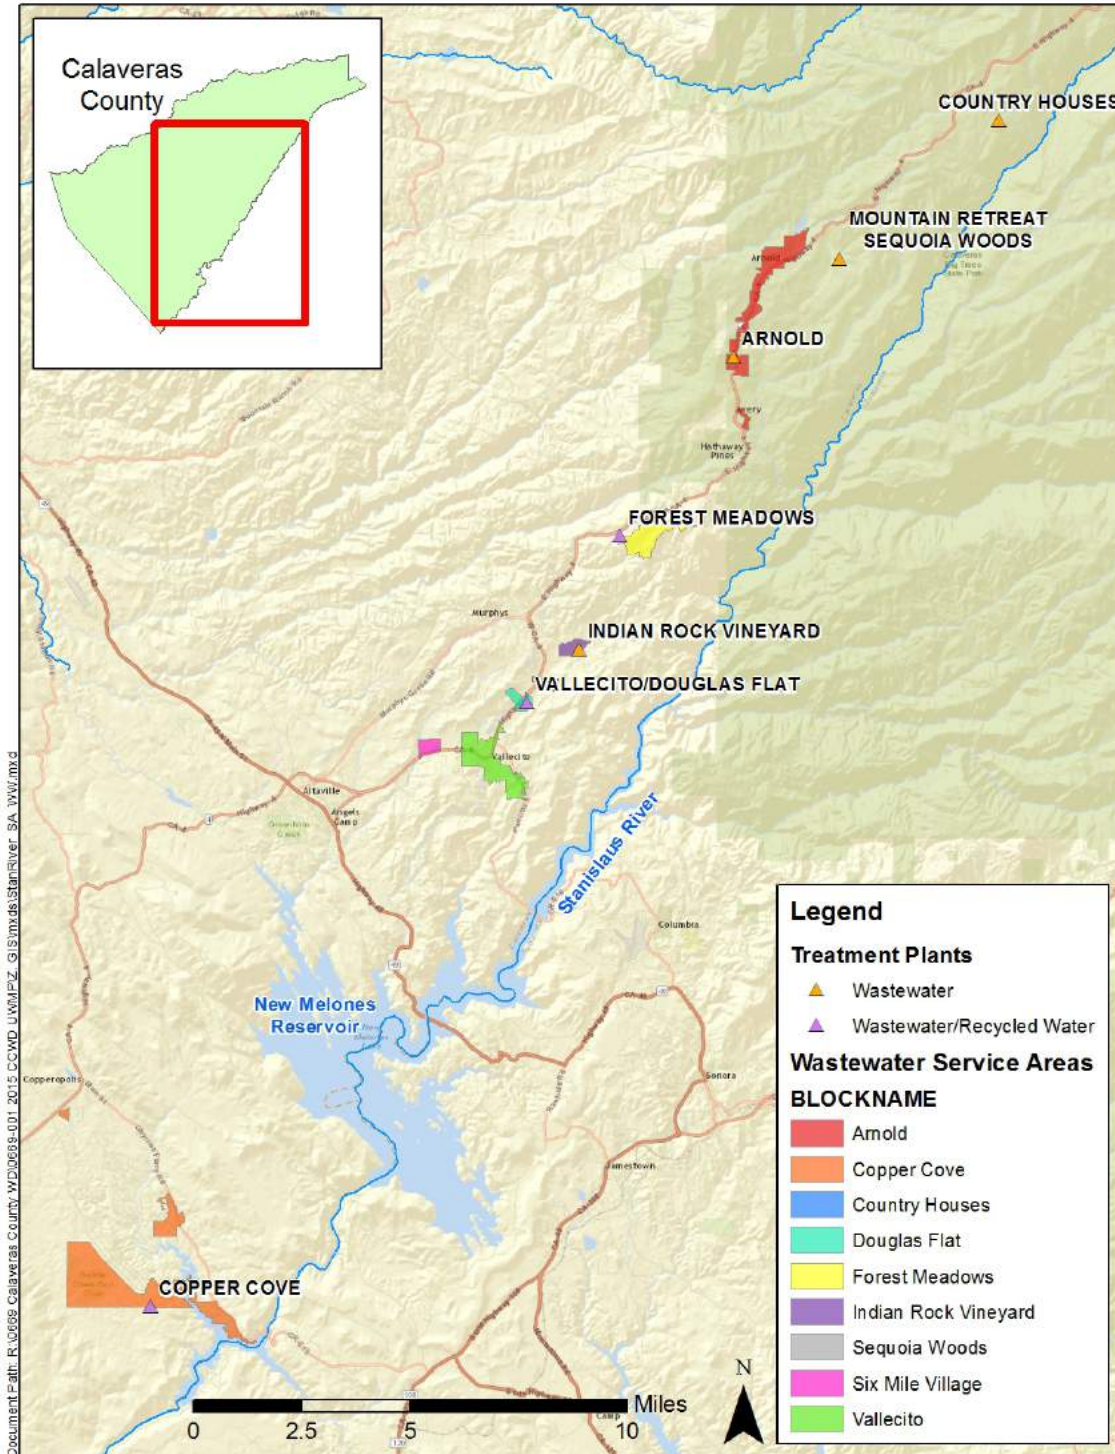 Calaveras
County
COUNTRY HOUSES
MOUNTAIN RETREAT
SEQUOIA WOODS
Arnold
ARNOLD
Hathaway
Pines
FOREST MEADOWS
Murphys
INDIAN ROCK VINEYARD
VALLECITO/DOUGLAS FLAT
Vallecito
Altaville
Angels
Camp
Stanislaus River
Columbia
New Melones
Reservoir
Copperopolis
Sonora
Jamestown
COPPER COVE
Legend
Treatment Plants
Wastewater
Wastewater/Recycled Water
Wastewater Service Areas
BLOCKNAME
Arnold
Copper Cove
Country Houses
Douglas Flat
Forest Meadows
Indian Rock Vineyard
Sequoia Woods
Six Mile Village
Vallecito
N
Miles
0 2.5 5 10
Camp